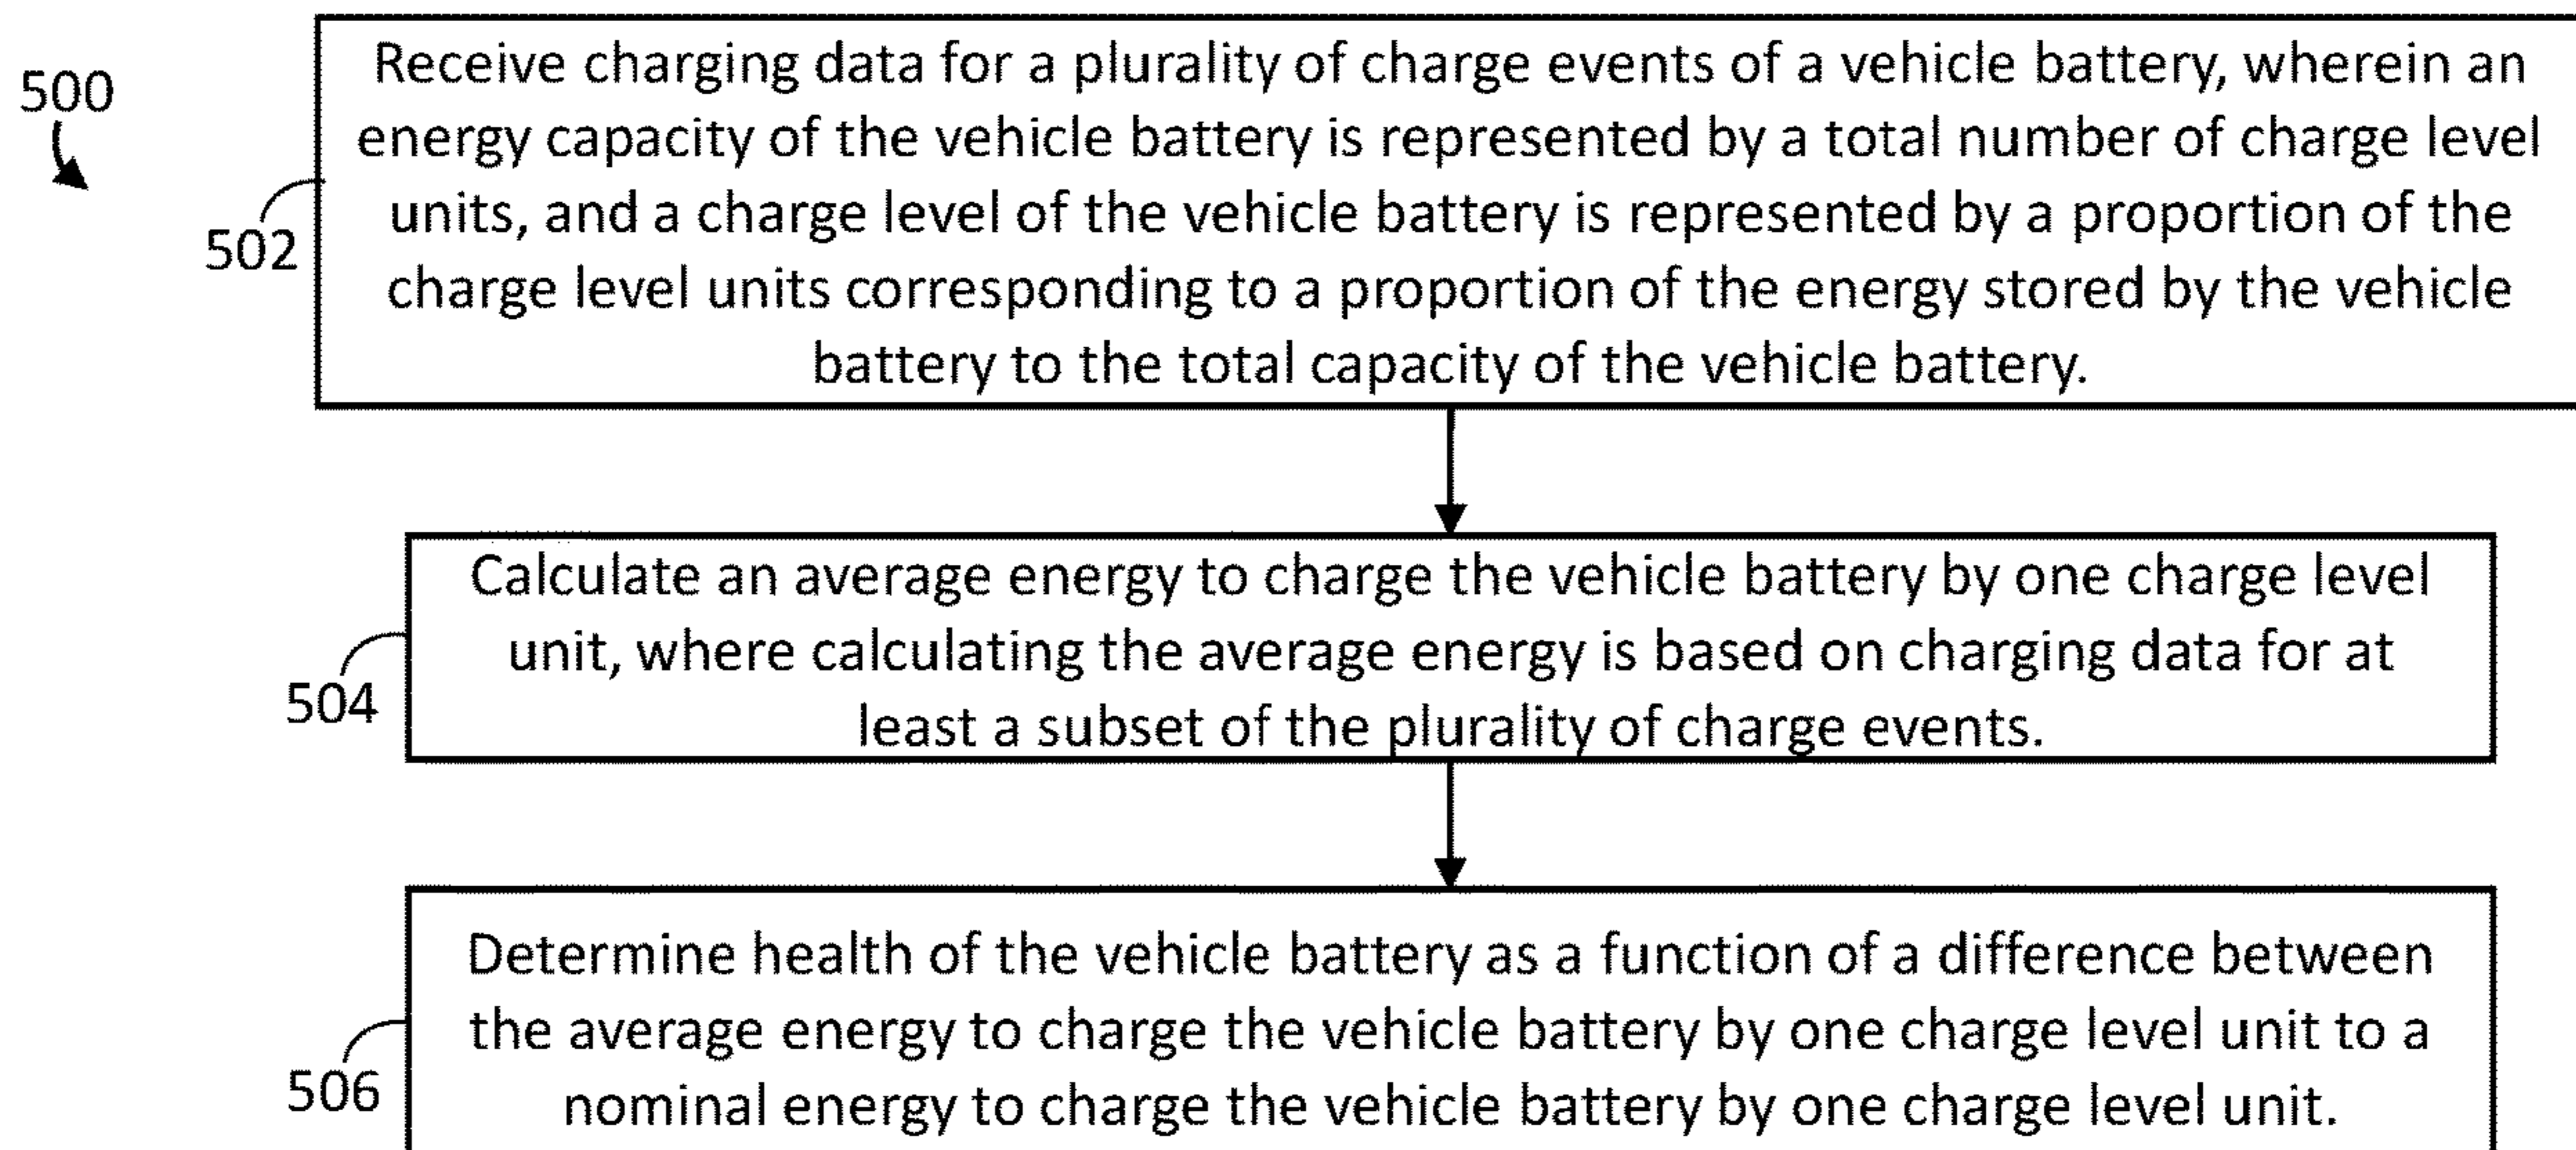 500
Receive charging data for a plurality of charge events of a vehicle battery, wherein an
energy capacity of the vehicle battery is represented by a total number of charge level
units, and a charge level of the vehicle battery is represented by a proportion of the
charge level units corresponding to a proportion of the energy stored by the vehicle
battery to the total capacity of the vehicle battery.
502
Calculate an average energy to charge the vehicle battery by one charge level
unit, where calculating the average energy is based on charging data for at
least a subset of the plurality of charge events.
504
Determine health of the vehicle battery as a function of a difference between
the average energy to charge the vehicle battery by one charge level unit to a
nominal energy to charge the vehicle battery by one charge level unit.
506